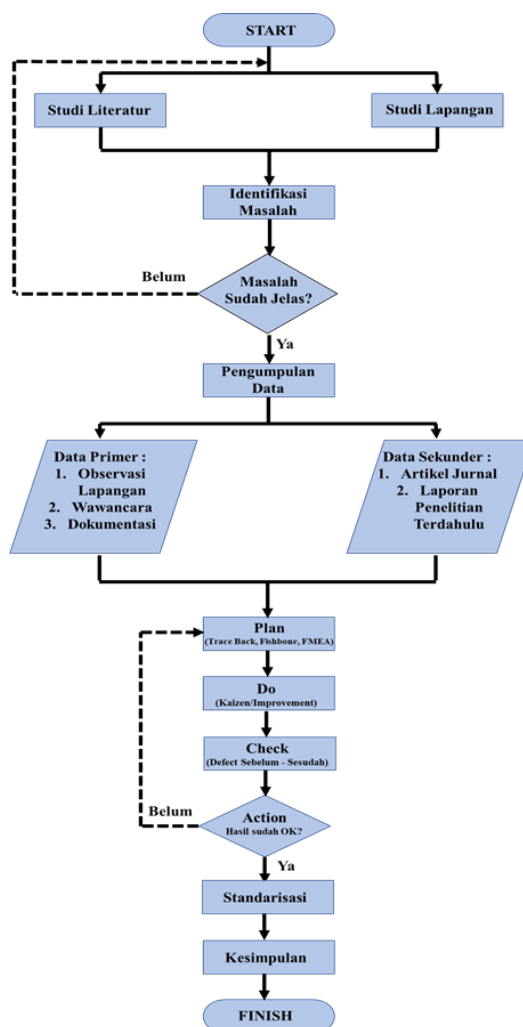 START
Studi Literatur
Studi Lapangan
Identifikasi
Masalah
Belum
Masalah
Sudah Jelas?
Ya
Pengumpulan
Data
Data Primer :
1. Observasi
Lapangan
2. Wawancara
3. Dokumentasi
Data Sekunder :
1. Artikel Jurnal
2. Laporan
Penelitian
Terdahulu
Plan
(Trace Back, Fishbone, FMEA)
Do
(Kaizen/Improvement)
Check
(Defect Sebelum - Sesudah)
Belum
Action
Hasil sudah OK?
Ya
Standarisasi
Kesimpulan
FINISH